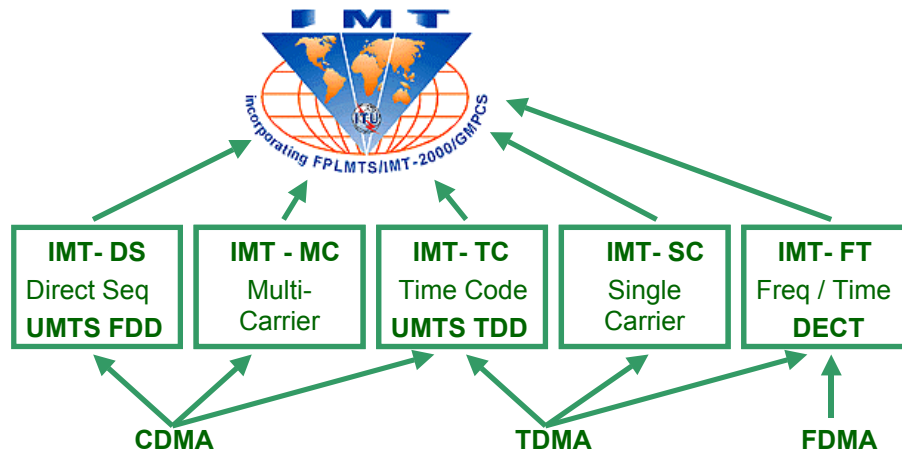 IMT
ITU
incorporating FPLMTS/IMT-2000/GMPCS
IMT- DS
Direct Seq
UMTS FDD
IMT - MC
Multi-
Carrier
IMT- TC
Time Code
UMTS TDD
IMT- SC
Single
Carrier
IMT- FT
Freq / Time
DECT
CDMA
TDMA
FDMA